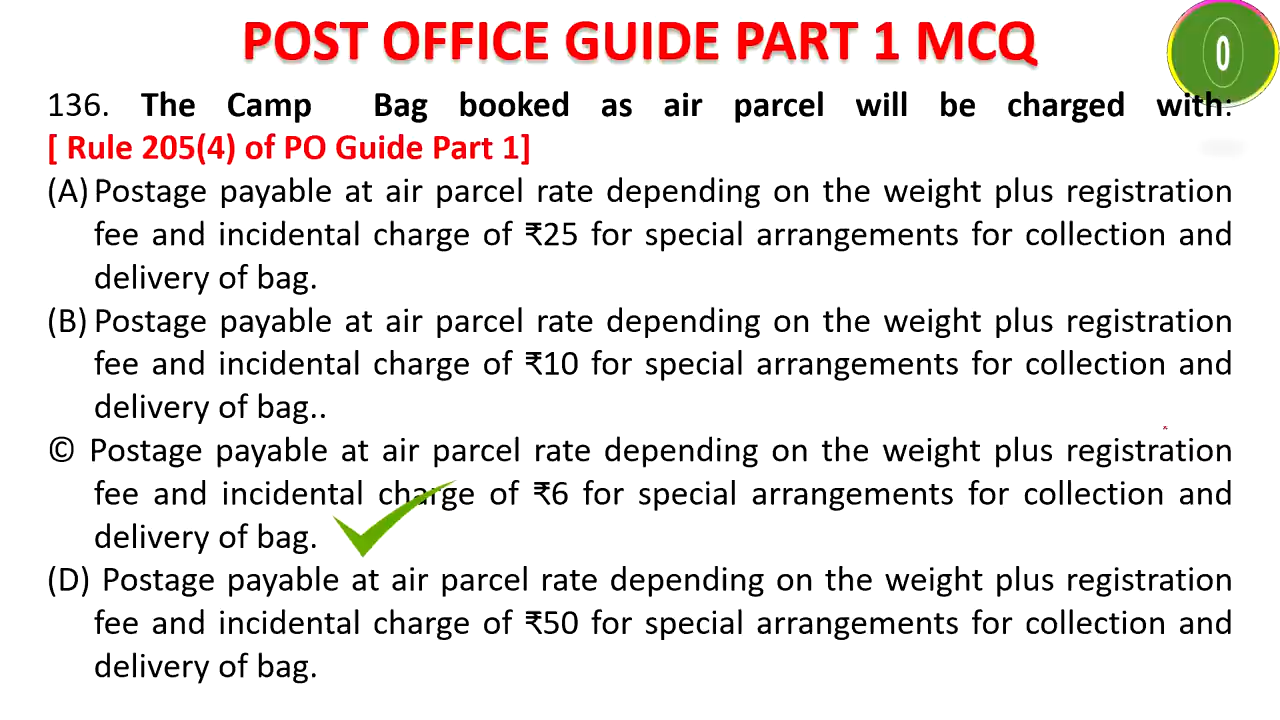 POST OFFICE GUIDE PART 1 MCQ
0
136. The Camp Bag booked as air parcel will be charged with:
[ Rule 205(4) of PO Guide Part 1]
(A) Postage payable at air parcel rate depending on the weight plus registration
fee and incidental charge of ₹25 for special arrangements for collection and
delivery of bag.
(B) Postage payable at air parcel rate depending on the weight plus registration
fee and incidental charge of ₹10 for special arrangements for collection and
delivery of bag..
© Postage payable at air parcel rate depending on the weight plus registration
fee and incidental charge of ₹6 for special arrangements for collection and
delivery of bag.
(D) Postage payable at air parcel rate depending on the weight plus registration
fee and incidental charge of ₹50 for special arrangements for collection and
delivery of bag.